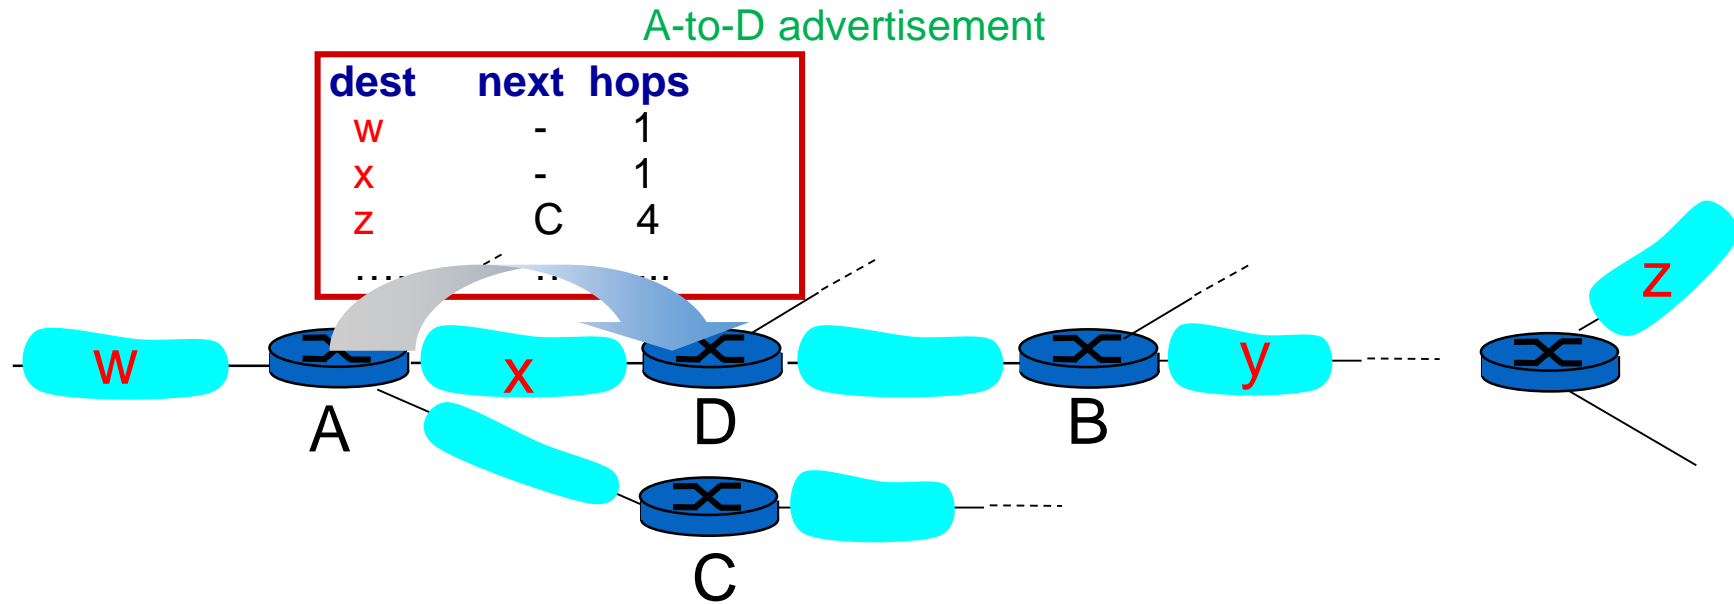 A-to-D advertisement
dest next hops
w - 1
x - 1
z C 4
w
x
y
z
A
D
B
C